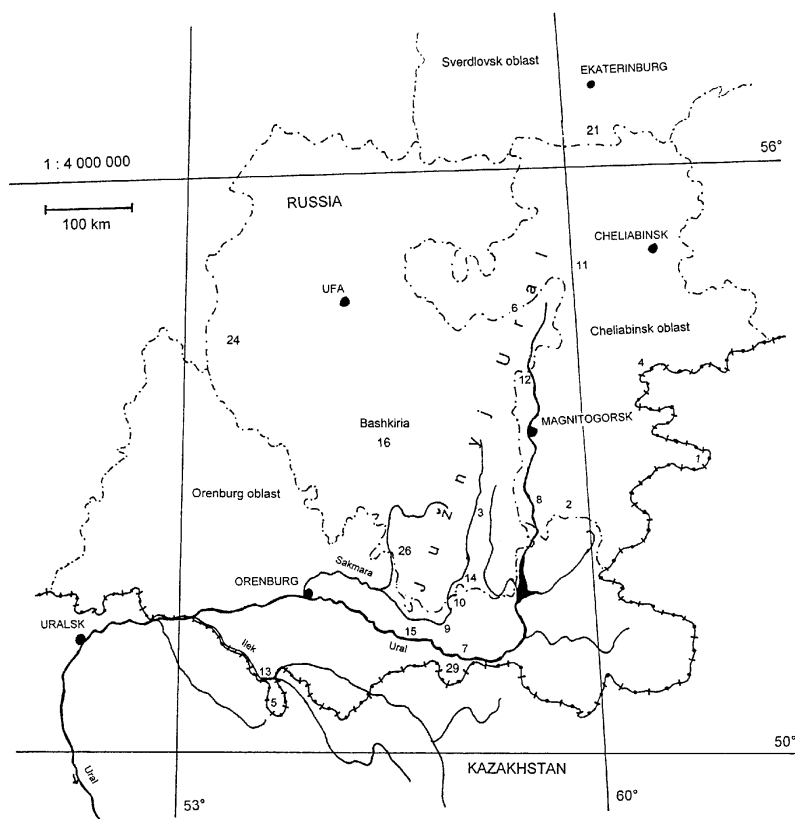 Sverdlovsk oblast
EKATERINBURG
21
56°
1 : 4 000 000
100 km
RUSSIA
CHELIABINSK
11
UFA
6
Cheliabinsk oblast
24
4
12
Bashkiria
16
MAGNITOGORSK
1
Južnyj Ural
Orenburg oblast
3
8
2
26
Sakmara
14
ORENBURG
10
URALSK
15
9
Ural
7
Ilek
13
29
5
50°
KAZAKHSTAN
Ural
53°
60°